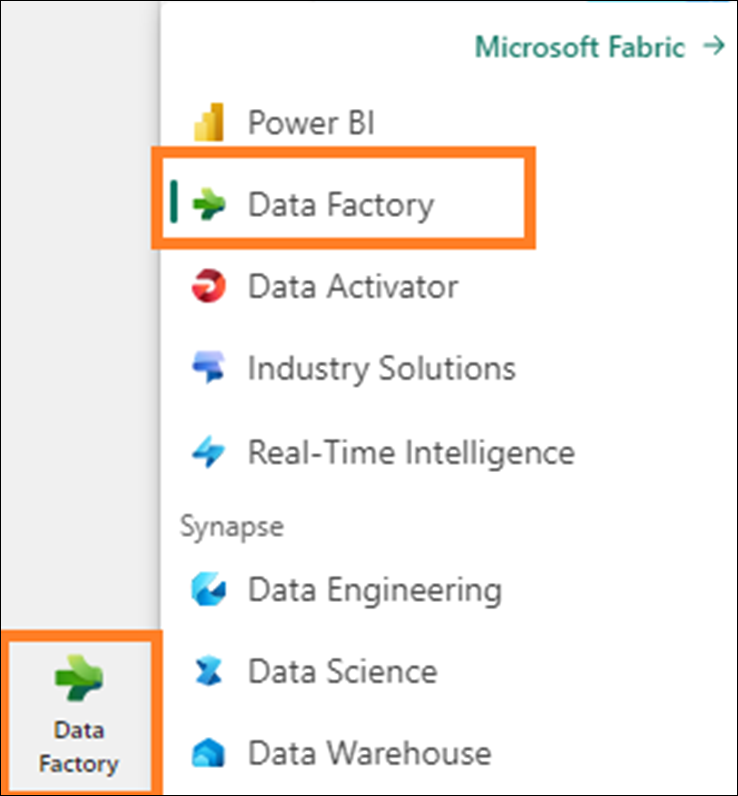 Microsoft Fabric →
Power BI
Data Factory
Data Activator
Industry Solutions
Real-Time Intelligence
Synapse
Data Engineering
Data Science
Data Warehouse
Data
Factory